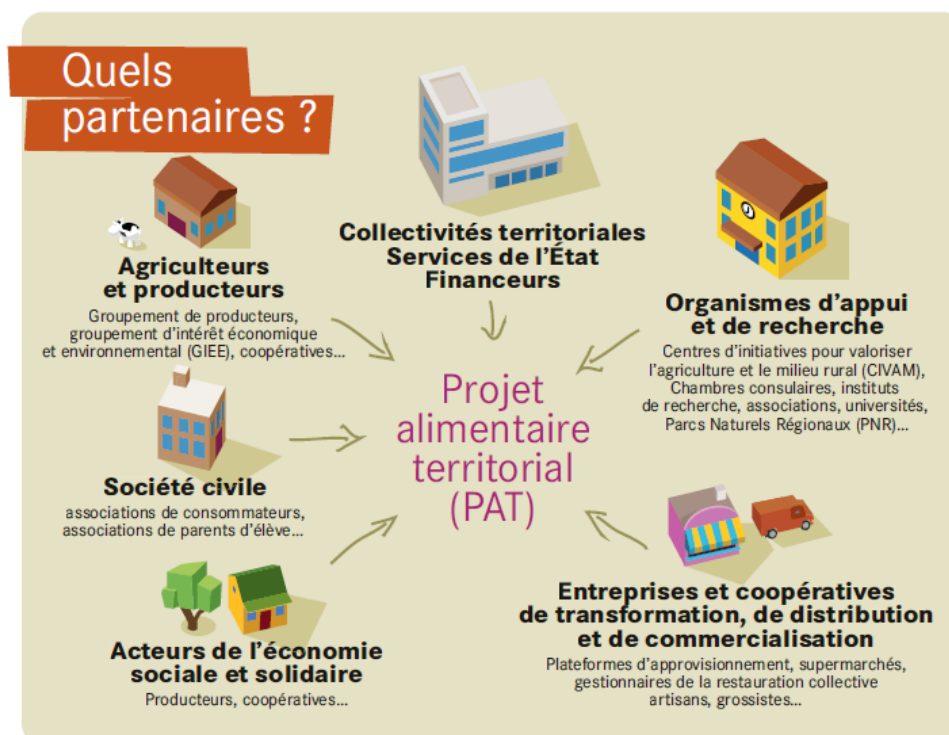 Quels
partenaires ?
Collectivités territoriales
Services de l'État
Financeurs
Agriculteurs
et producteurs
Groupement de producteurs,
groupement d'intérêt économique
et environnemental (GIEE), coopératives...
Organismes d'appui
et de recherche
Centres d'initiatives pour valoriser
l'agriculture et le milieu rural (CIVAM),
Chambres consulaires, instituts
de recherche, associations, universités,
Parcs Naturels Régionaux (PNR)...
Projet
alimentaire
territorial
(PAT)
Société civile
associations de consommateurs,
associations de parents d'élève...
Acteurs de l'économie
sociale et solidaire
Producteurs, coopératives...
Entreprises et coopératives
de transformation, de distribution
et de commercialisation
Plateformes d'approvisionnement, supermarchés,
gestionnaires de la restauration collective
artisans, grossistes...